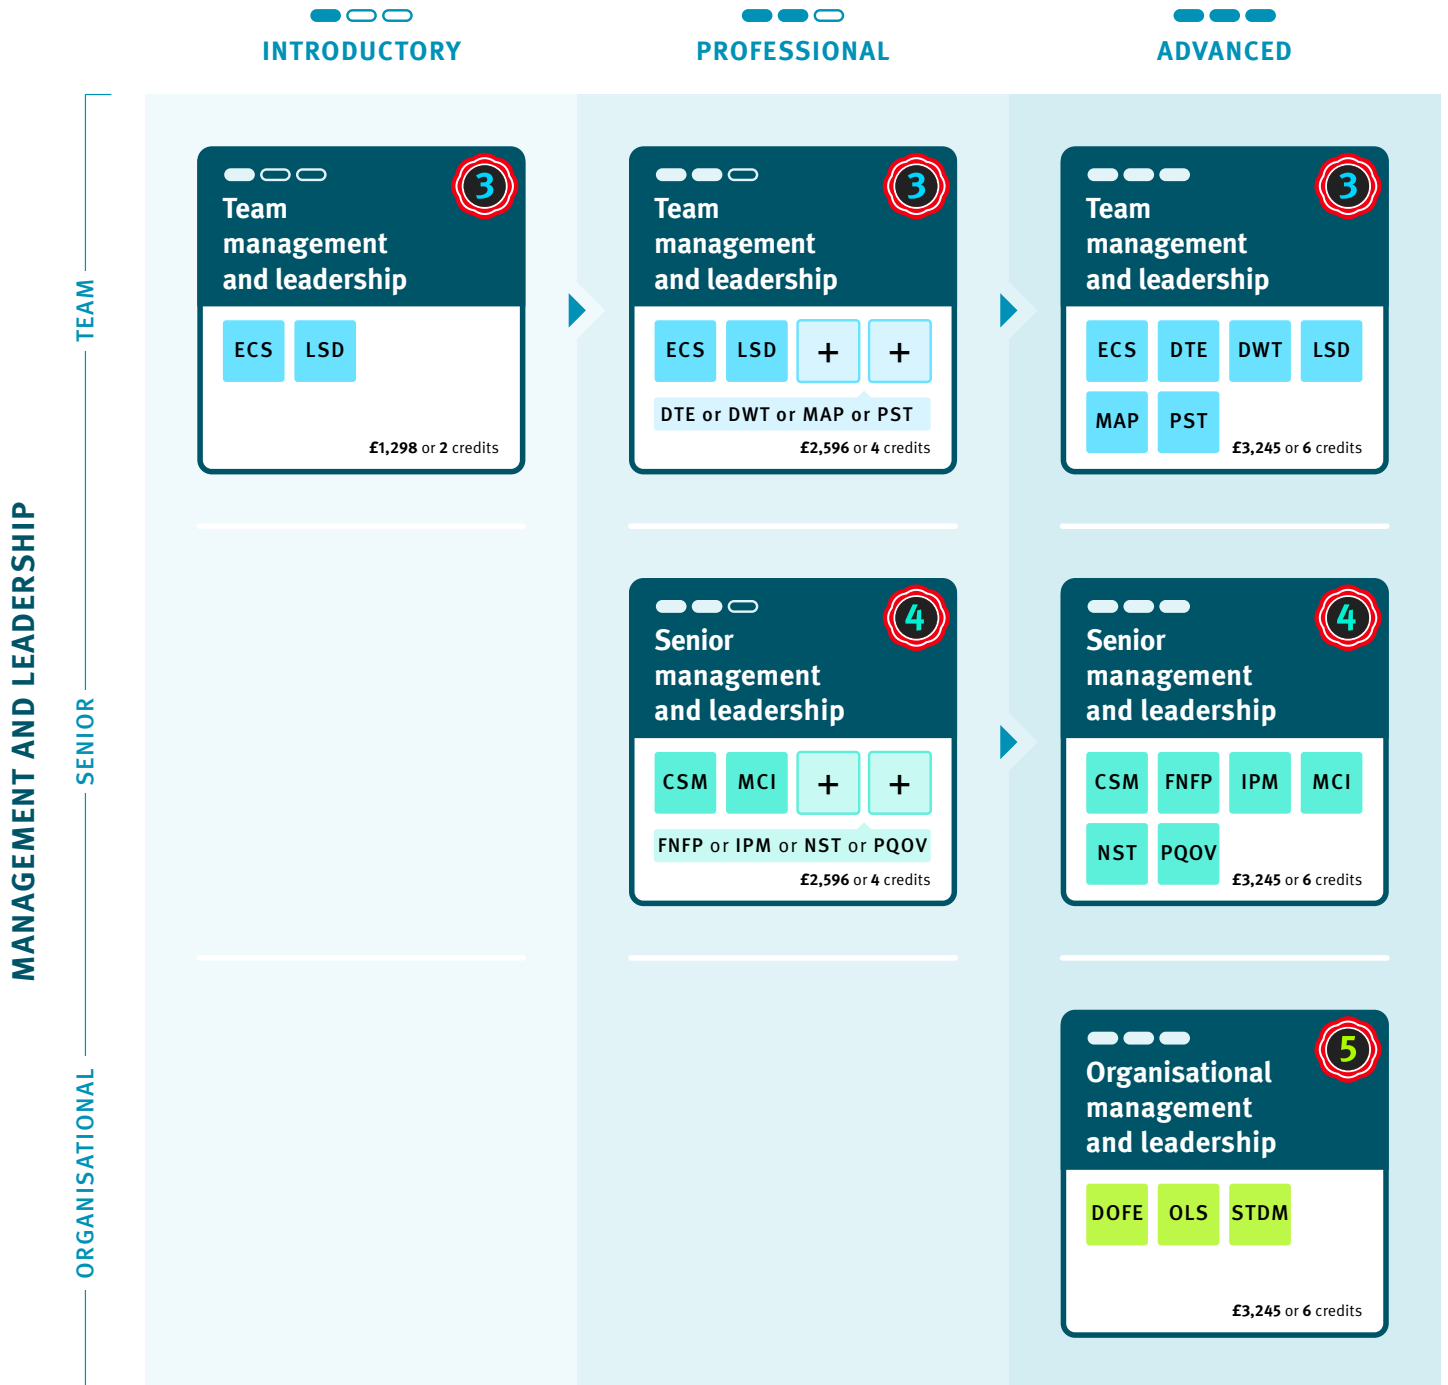 INTRODUCTORY
PROFESSIONAL
ADVANCED
MANAGEMENT AND LEADERSHIP
TEAM
3
Team
management
and leadership
ECS LSD
£1,298 or 2 credits
3
Team
management
and leadership
ECS LSD + +
DTE or DWT or MAP or PST
£2,596 or 4 credits
3
Team
management
and leadership
ECS DTE DWT LSD
MAP PST
£3,245 or 6 credits
SENIOR
4
Senior
management
and leadership
CSM MCI + +
FNFP or IPM or NST or PQOV
£2,596 or 4 credits
4
Senior
management
and leadership
CSM FNFP IPM MCI
NST PQOV
£3,245 or 6 credits
ORGANISATIONAL
5
Organisational
management
and leadership
DOFE OLS STDM
£3,245 or 6 credits